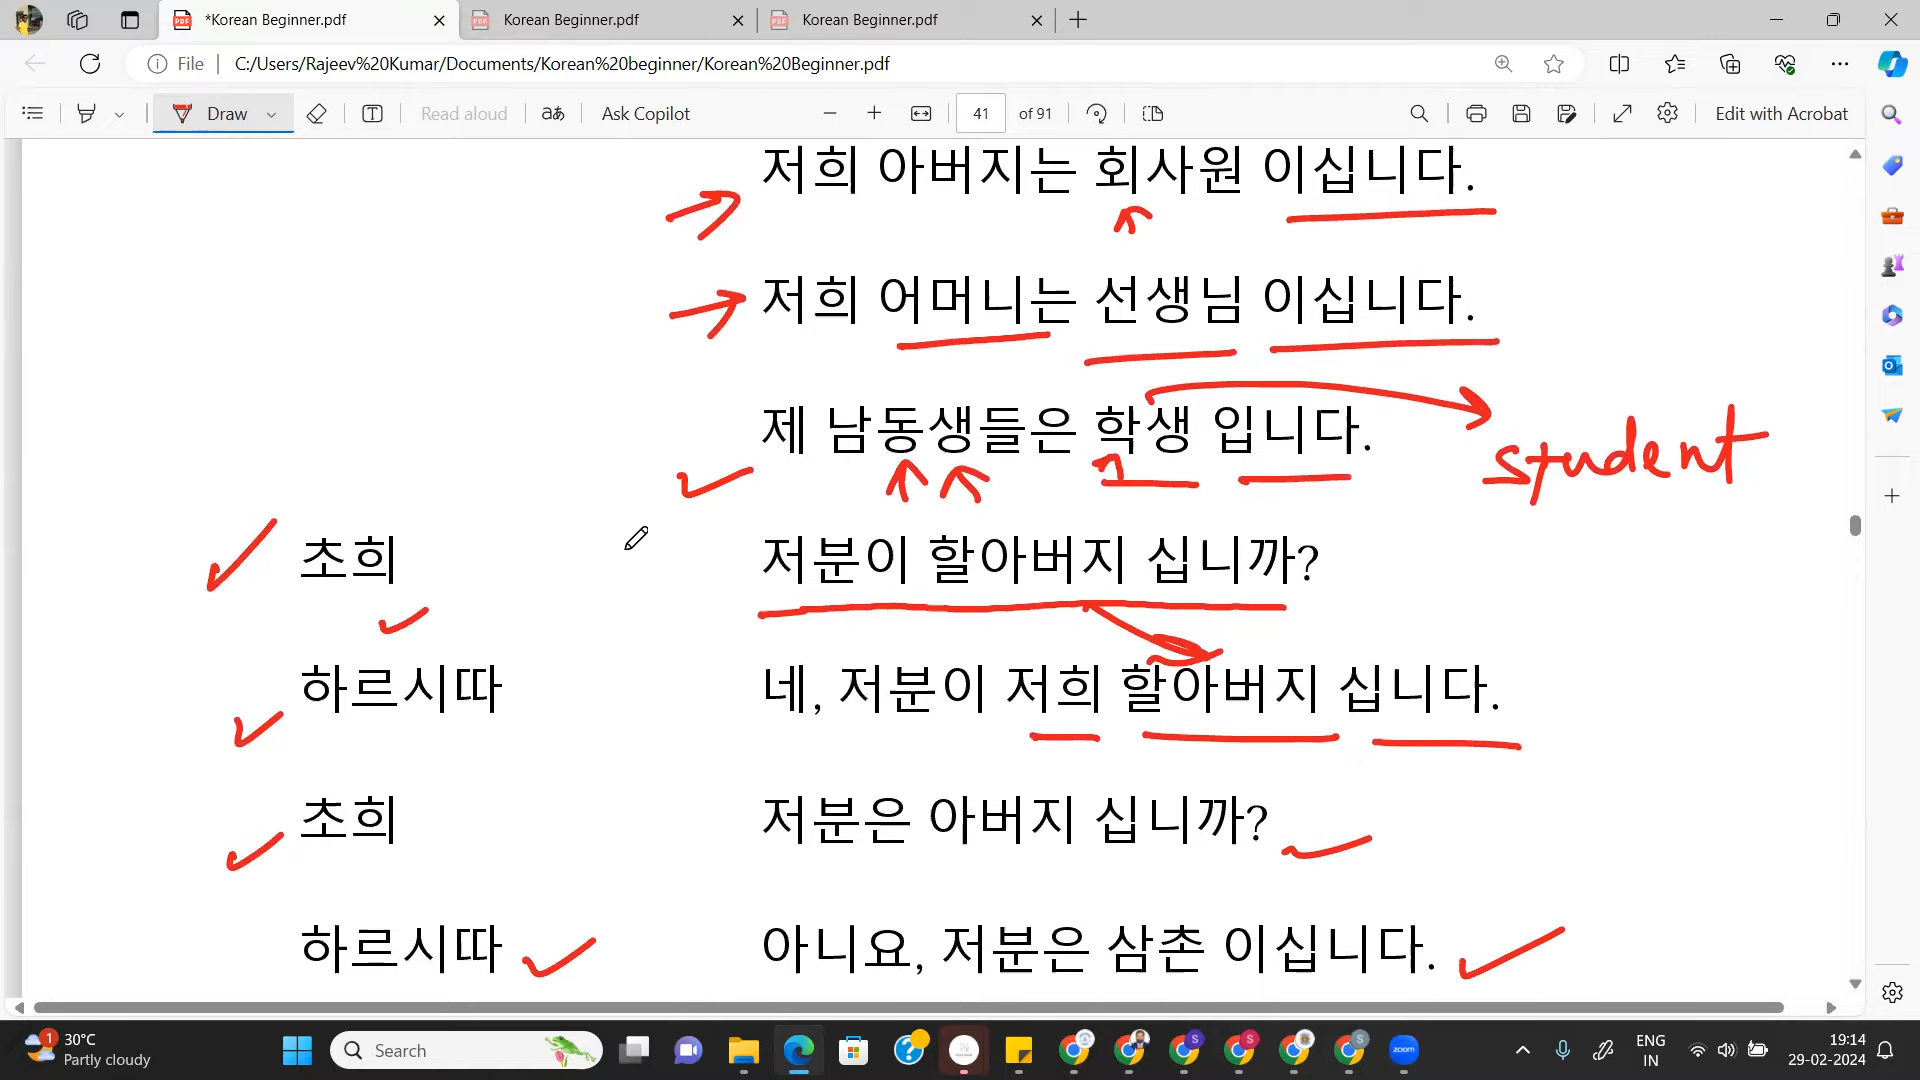 *Korean Beginner.pdf
Korean Beginner.pdf
Korean Beginner.pdf
File
C:/Users/Rajeev%20Kumar/Documents/Korean%20beginner/Korean%20Beginner.pdf
Draw
Read aloud
aあ
Ask Copilot
41 of 91
Edit with Acrobat
저희 아버지는 회사원 이십니다.
저희 어머니는 선생님 이십니다.
제 남동생들은 학생 입니다.
student
초희 저분이 할아버지 십니까?
하르시따 네, 저분이 저희 할아버지 십니다.
초희 저분은 아버지 십니까?
하르시따 아니요, 저분은 삼촌 이십니다.
1
30°C
Partly cloudy
Search
zoom
ENG
IN
19:14
29-02-2024